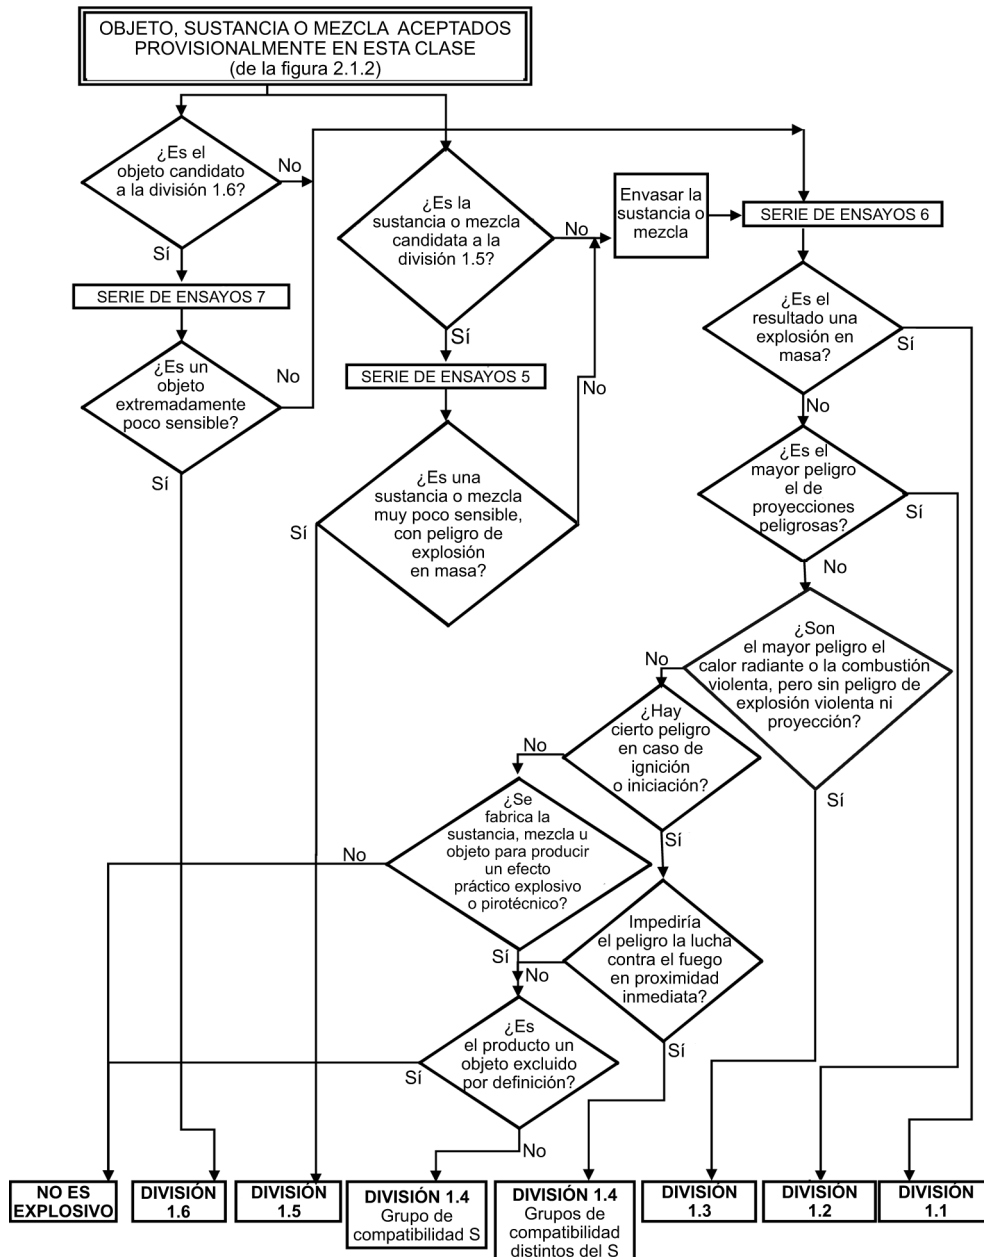 OBJETO, SUSTANCIA O MEZCLA ACEPTADOS
PROVISIONALMENTE EN ESTA CLASE
(de la figura 2.1.2)
¿Es el
objeto candidato
a la división 1.6?
No
Sí
SERIE DE ENSAYOS 7
¿Es un
objeto
extremadamente
poco sensible?
No
Sí
¿Es la
sustancia o mezcla
candidata a la
división 1.5?
No
Sí
SERIE DE ENSAYOS 5
¿Es una
sustancia o mezcla
muy poco sensible,
con peligro de
explosión
en masa?
No
Sí
Envasar la
sustancia o
mezcla
SERIE DE ENSAYOS 6
¿Es el
resultado una
explosión en
masa?
Sí
No
¿Es el
mayor peligro
el de
proyecciones
peligrosas?
Sí
No
¿Son
el mayor peligro el
calor radiante o la combustión
violenta, pero sin peligro de
explosión violenta ni
proyección?
No
Sí
¿Hay
cierto peligro
en caso de
ignición
o iniciación?
No
Sí
¿Se
fabrica la
sustancia, mezcla u
objeto para producir
un efecto
práctico explosivo
o pirotécnico?
No
Sí
Impediría
el peligro la lucha
contra el fuego
en proximidad
inmediata?
No
Sí
¿Es
el producto un
objeto excluido
por definición?
Sí
No
NO ES
EXPLOSIVO
DIVISIÓN
1.6
DIVISIÓN
1.5
DIVISIÓN 1.4
Grupo de
compatibilidad S
DIVISIÓN 1.4
Grupos de
compatibilidad
distintos del S
DIVISIÓN
1.3
DIVISIÓN
1.2
DIVISIÓN
1.1